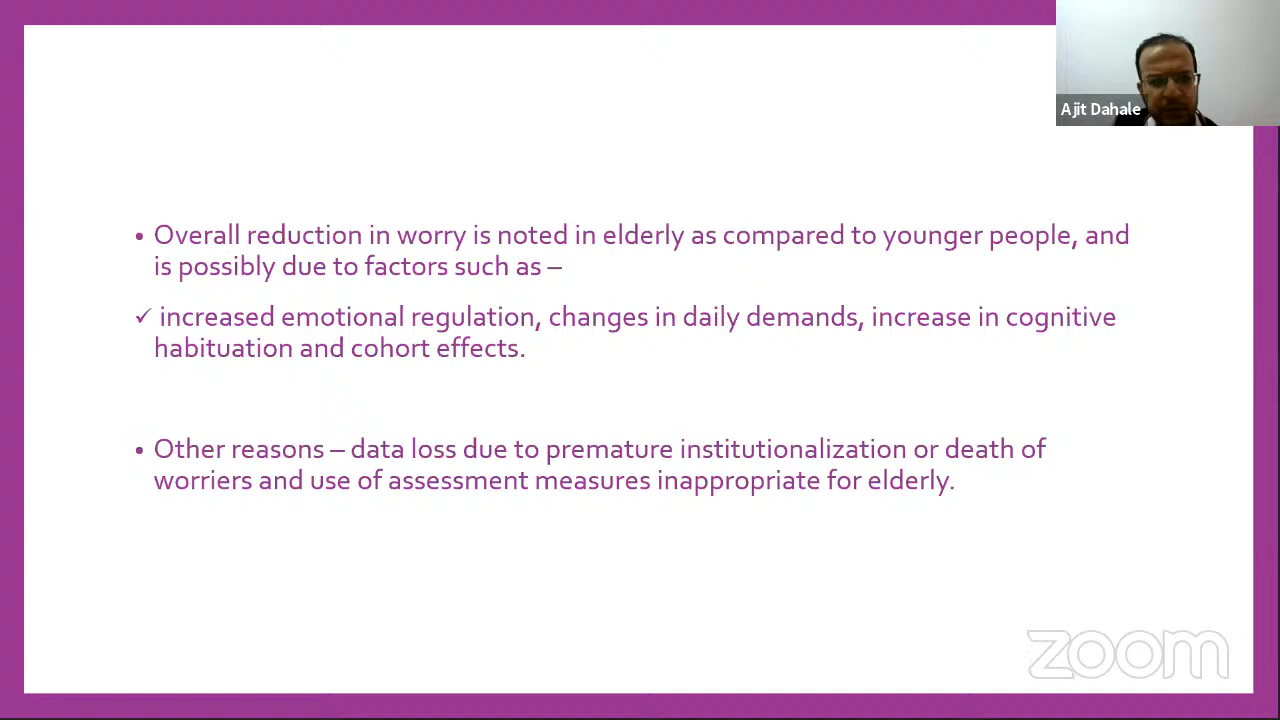 Ajit Dahale
• Overall reduction in worry is noted in elderly as compared to younger people, and
is possibly due to factors such as –
✓ increased emotional regulation, changes in daily demands, increase in cognitive
habituation and cohort effects.
• Other reasons – data loss due to premature institutionalization or death of
worriers and use of assessment measures inappropriate for elderly.
zoom